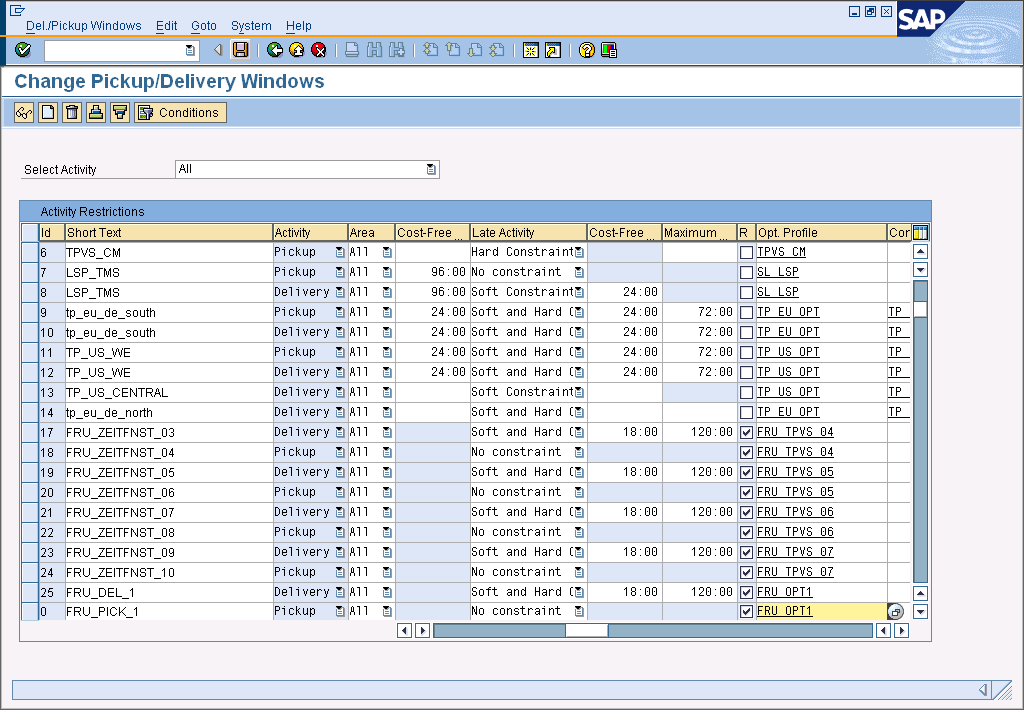 Del./Pickup Windows Edit Goto System Help
SAP
Change Pickup/Delivery Windows
Conditions
Select Activity All
Activity Restrictions
Id Short Text Activity Area Cost-Free ... Late Activity Cost-Free ... Maximum ... R Opt. Profile Cor
6 TPVS_CM Pickup All Hard Constraint TPVS_CM
7 LSP_TMS Pickup All 96:00 No constraint SL_LSP
8 LSP_TMS Delivery All 96:00 Soft Constraint 24:00 SL_LSP
9 tp_eu_de_south Pickup All 24:00 Soft and Hard C 24:00 72:00 TP_EU_OPT TP_
10 tp_eu_de_south Delivery All 24:00 Soft and Hard C 24:00 72:00 TP_EU_OPT TP_
11 TP_US_WE Pickup All 24:00 Soft and Hard C 24:00 72:00 TP_US_OPT TP_
12 TP_US_WE Delivery All 24:00 Soft and Hard C 24:00 72:00 TP_US_OPT TP_
13 TP_US_CENTRAL Delivery All Soft Constraint TP_US_OPT TP_
14 tp_eu_de_north Delivery All Soft and Hard C TP_EU_OPT TP_
17 FRU_ZEITFNST_03 Delivery All Soft and Hard C 18:00 120:00 FRU_TPVS_04
18 FRU_ZEITFNST_04 Pickup All No constraint FRU_TPVS_04
19 FRU_ZEITFNST_05 Delivery All Soft and Hard C 18:00 120:00 FRU_TPVS_05
20 FRU_ZEITFNST_06 Pickup All No constraint FRU_TPVS_05
21 FRU_ZEITFNST_07 Delivery All Soft and Hard C 18:00 120:00 FRU_TPVS_06
22 FRU_ZEITFNST_08 Pickup All No constraint FRU_TPVS_06
23 FRU_ZEITFNST_09 Delivery All Soft and Hard C 18:00 120:00 FRU_TPVS_07
24 FRU_ZEITFNST_10 Pickup All No constraint FRU_TPVS_07
25 FRU_DEL_1 Delivery All Soft and Hard C 18:00 120:00 FRU_OPT1
0 FRU_PICK_1 Pickup All No constraint FRU_OPT1